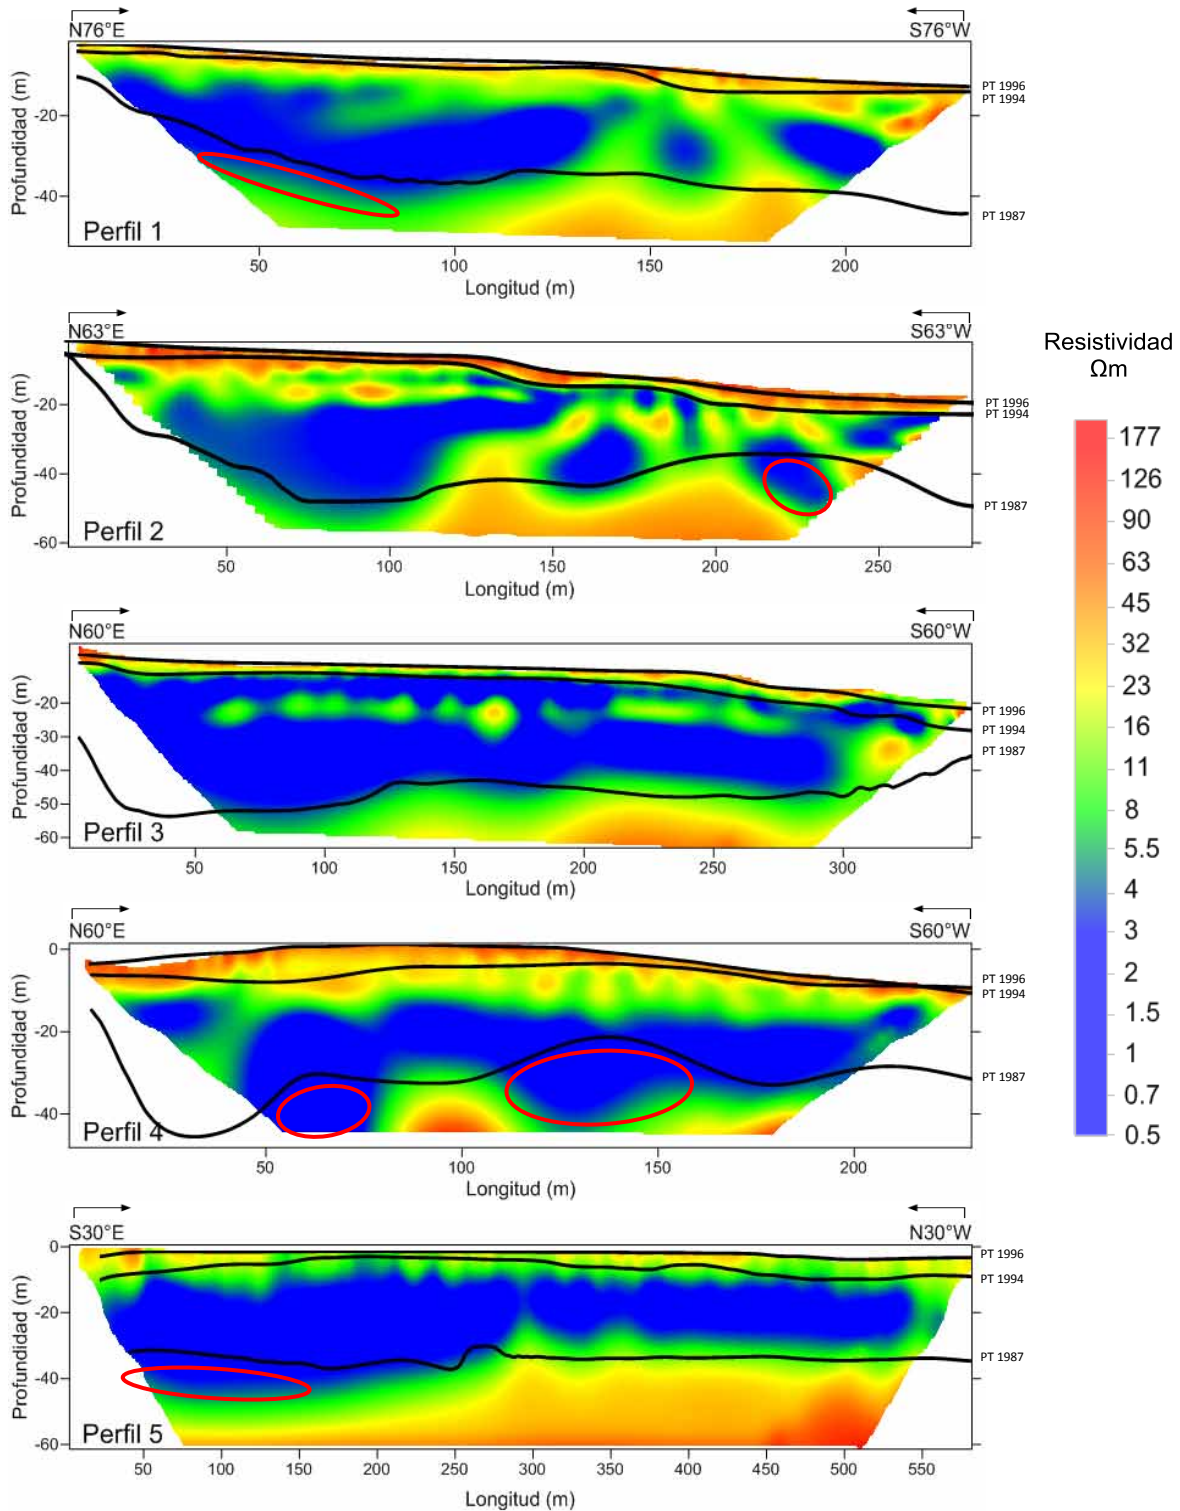 N76°E
S76°W
Profundidad (m)
-20
-40
PT 1996
PT 1994
PT 1987
Perfil 1
50
100
150
200
Longitud (m)
N63°E
S63°W
Profundidad (m)
-20
-40
-60
PT 1996
PT 1994
PT 1987
Perfil 2
50
100
150
200
250
Longitud (m)
N60°E
S60°W
Profundidad (m)
-20
-30
-40
-50
-60
PT 1996
PT 1994
PT 1987
Perfil 3
50
100
150
200
250
300
Longitud (m)
N60°E
S60°W
Profundidad (m)
0
-20
-40
PT 1996
PT 1994
PT 1987
Perfil 4
50
100
150
200
Longitud (m)
S30°E
N30°W
Profundidad (m)
0
-20
-40
-60
PT 1996
PT 1994
PT 1987
Perfil 5
50
100
150
200
250
300
350
400
450
500
550
Longitud (m)
Resistividad
Ωm
177
126
90
63
45
32
23
16
11
8
5.5
4
3
2
1.5
1
0.7
0.5